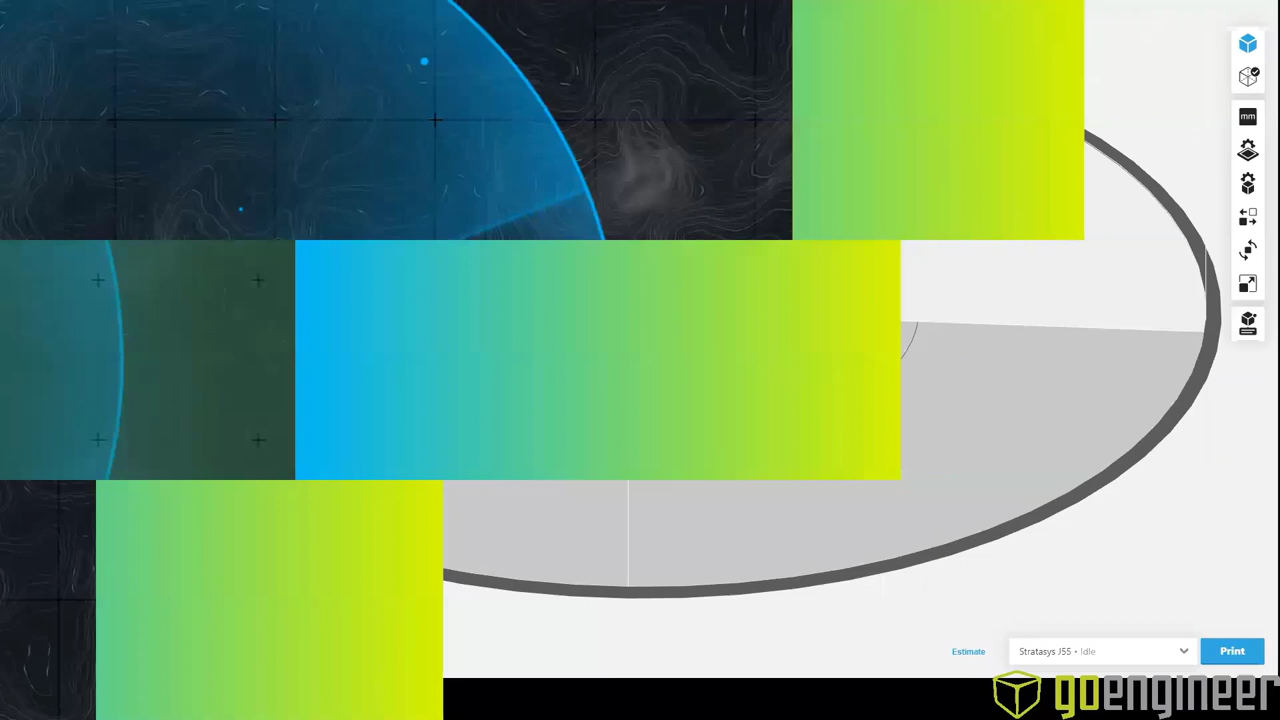 mm
Estimate
Stratasys J55 • Idle
Print
goengineer